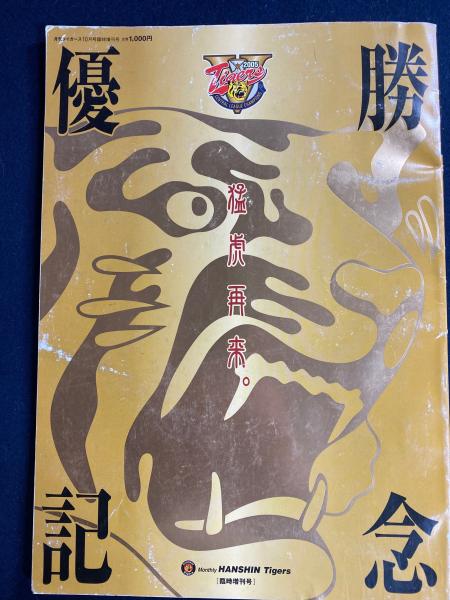 月刊タイガース10月号臨時増刊号 定価1,000円
優勝
2005
Tigers
CENTRAL LEAGUE CHAMPIONS
猛虎再来。
記念
Monthly HANSHIN Tigers
[臨時増刊号]